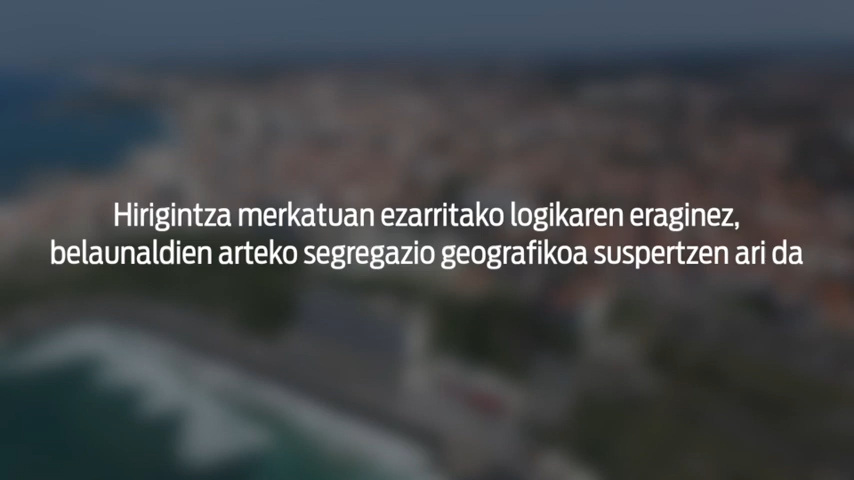 Hirigintza merkatuan ezarritako logikaren eraginez,
belaunaldien arteko segregazio geografikoa suspertzen ari da